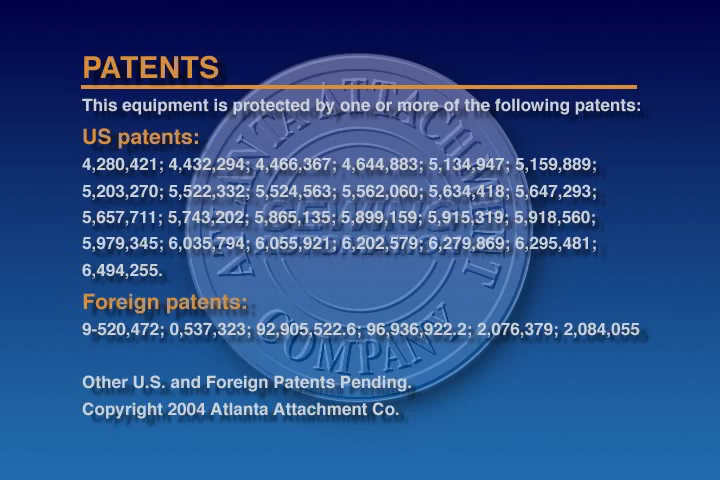 PATENTS
This equipment is protected by one or more of the following patents:
US patents:
4,280,421; 4,432,294; 4,466,367; 4,644,883; 5,134,947; 5,159,889;
5,203,270; 5,522,332; 5,524,563; 5,562,060; 5,634,418; 5,647,293;
5,657,711; 5,743,202; 5,865,135; 5,899,159; 5,915,319; 5.918,560;
5,979,345; 6,035,794; 6,055,921; 6,202,579; 6,279,869; 6,295,481;
6,494,255.
Foreign patents:
9-520,472; 0,537,323; 92,905,522.6; 96,936,922,2; 2,076,379; 2,084,055
Other U.S. and Foreign Patents Pending.
Copyright 2004 Atlanta Attachment Co.
ATLANTA ATTACHMENT
COMPANY